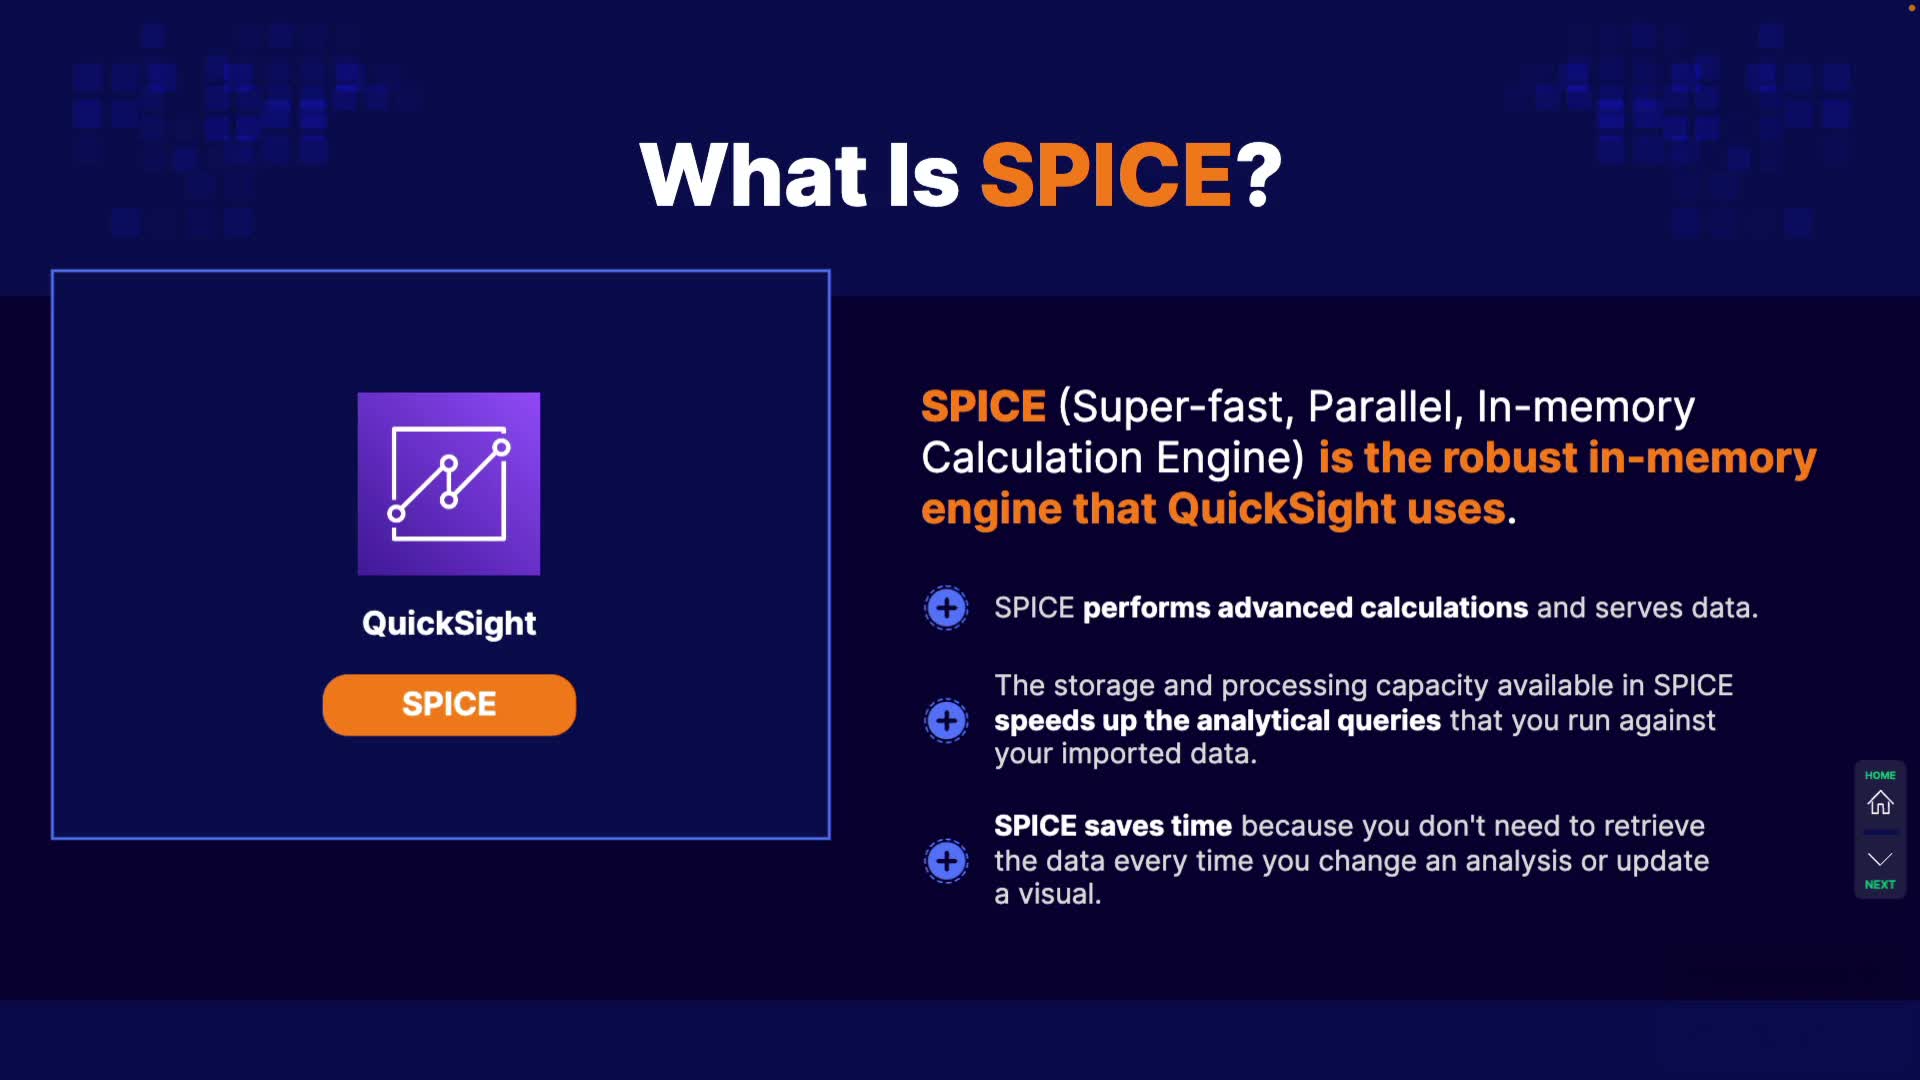 What Is SPICE?
QuickSight
SPICE
SPICE (Super-fast, Parallel, In-memory
Calculation Engine) is the robust in-memory
engine that QuickSight uses.
SPICE performs advanced calculations and serves data.
The storage and processing capacity available in SPICE
speeds up the analytical queries that you run against
your imported data.
SPICE saves time because you don't need to retrieve
the data every time you change an analysis or update
a visual.
HOME
NEXT